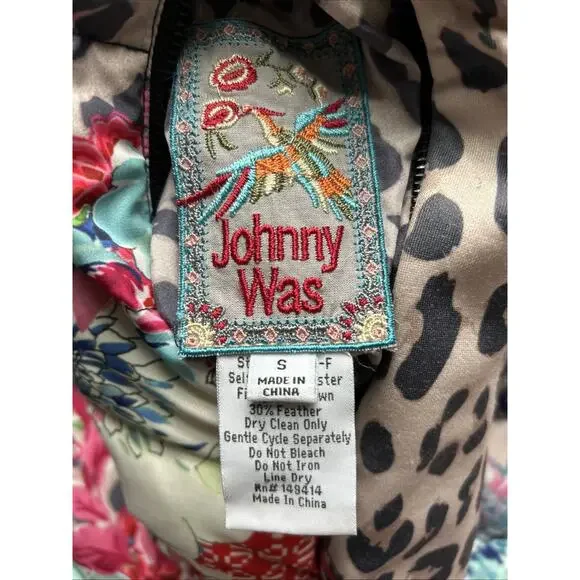 Johnny
Was
S
MADE IN
CHINA
-F
Self
30% Feather
Dry Clean Only
Gentle Cycle Separately
Do Not Bleach
Do Not Iron
Line Dry
Rn# 149414
Made In China